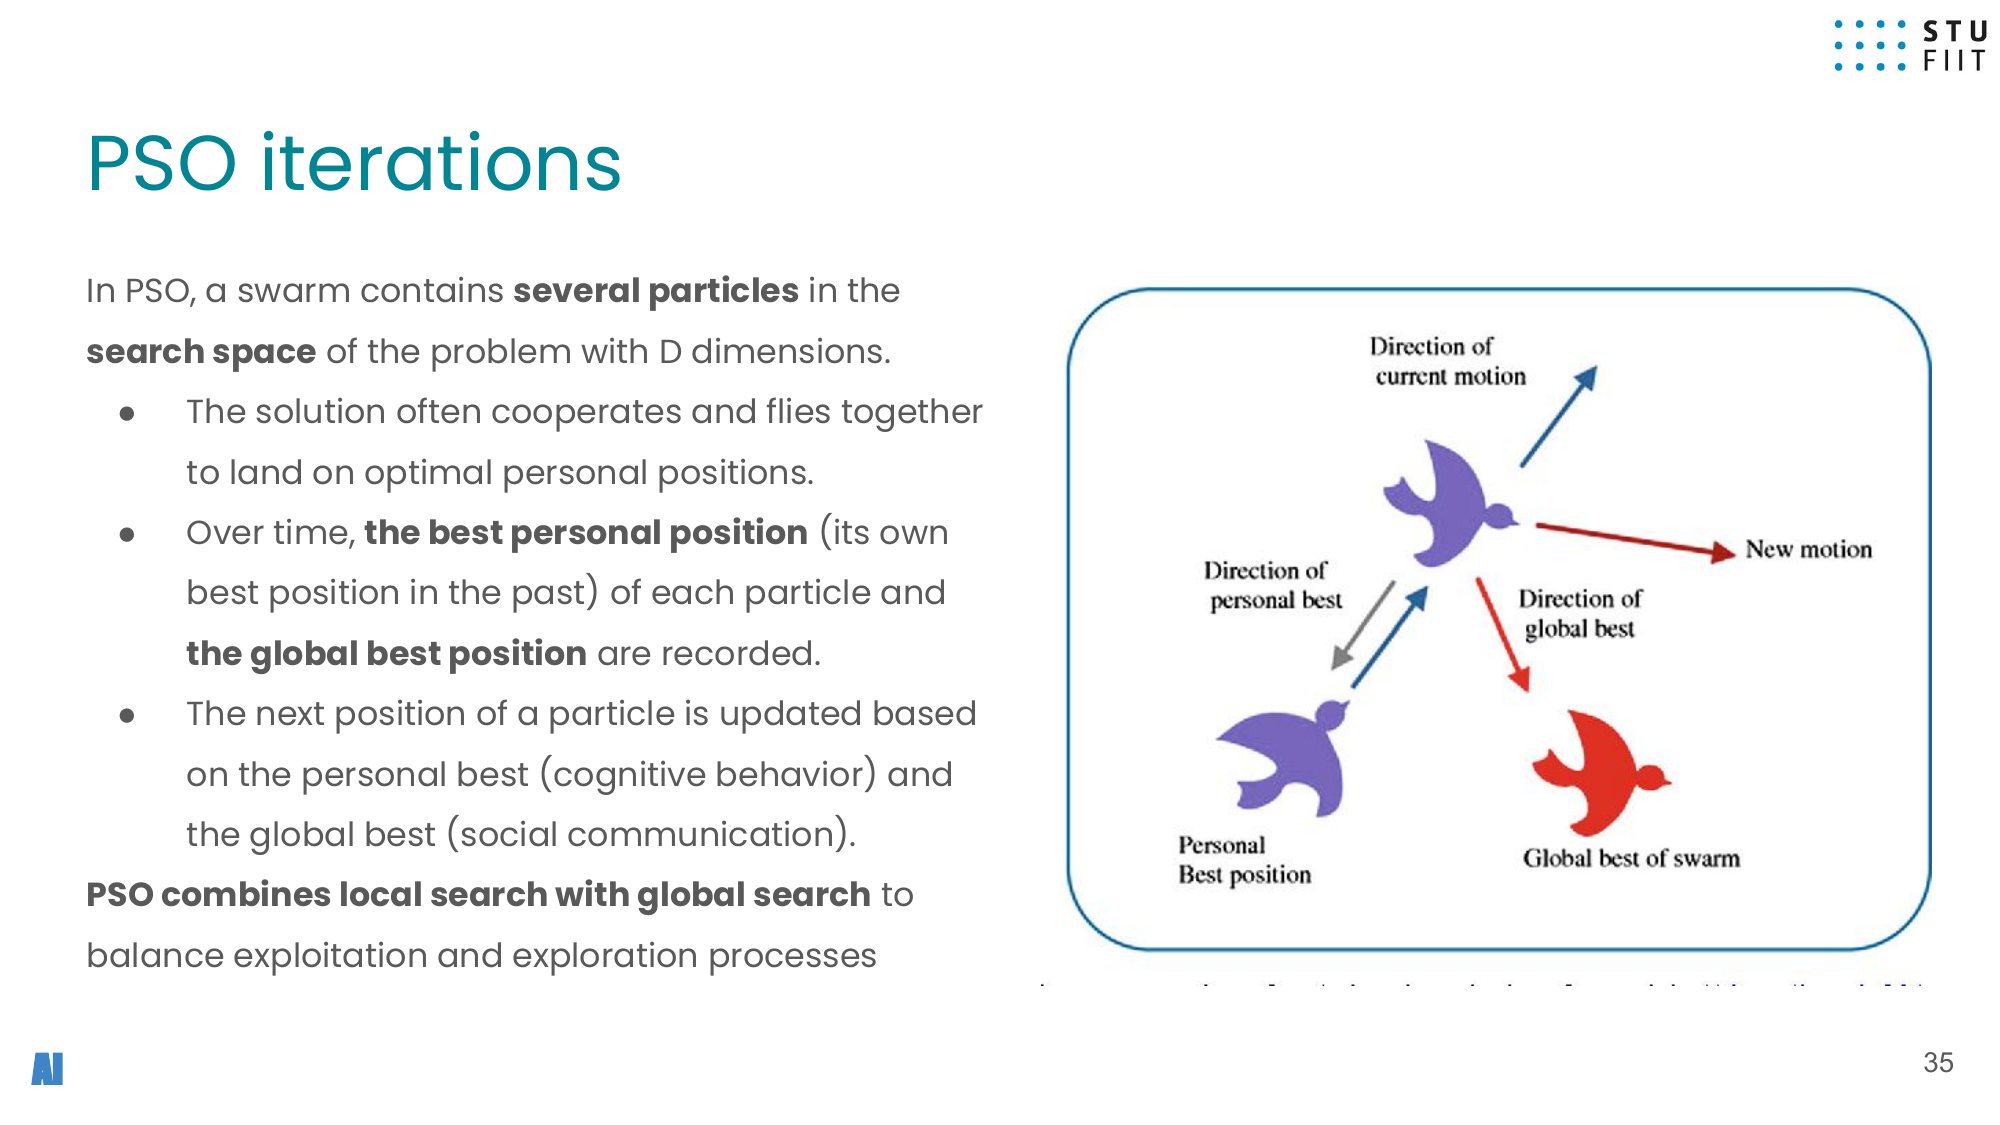 STU
FIIT
PSO iterations
In PSO, a swarm contains several particles in the
search space of the problem with D dimensions.
● The solution often cooperates and flies together
to land on optimal personal positions.
● Over time, the best personal position (its own
best position in the past) of each particle and
the global best position are recorded.
● The next position of a particle is updated based
on the personal best (cognitive behavior) and
the global best (social communication).
PSO combines local search with global search to
balance exploitation and exploration processes
Direction of
current motion
New motion
Direction of
personal best
Direction of
global best
Personal
Best position
Global best of swarm
AI
35